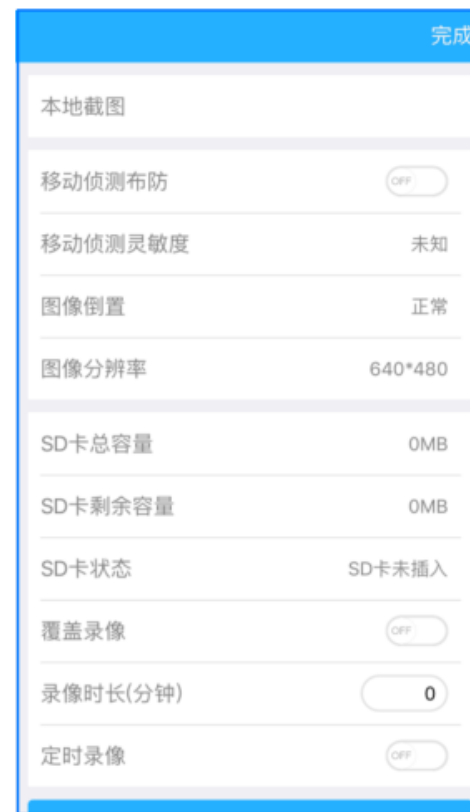 完成
本地截图
移动侦测布防 OFF
移动侦测灵敏度 未知
图像倒置 正常
图像分辨率 640*480
SD卡总容量 0MB
SD卡剩余容量 0MB
SD卡状态 SD卡未插入
覆盖录像 OFF
录像时长(分钟) 0
定时录像 OFF